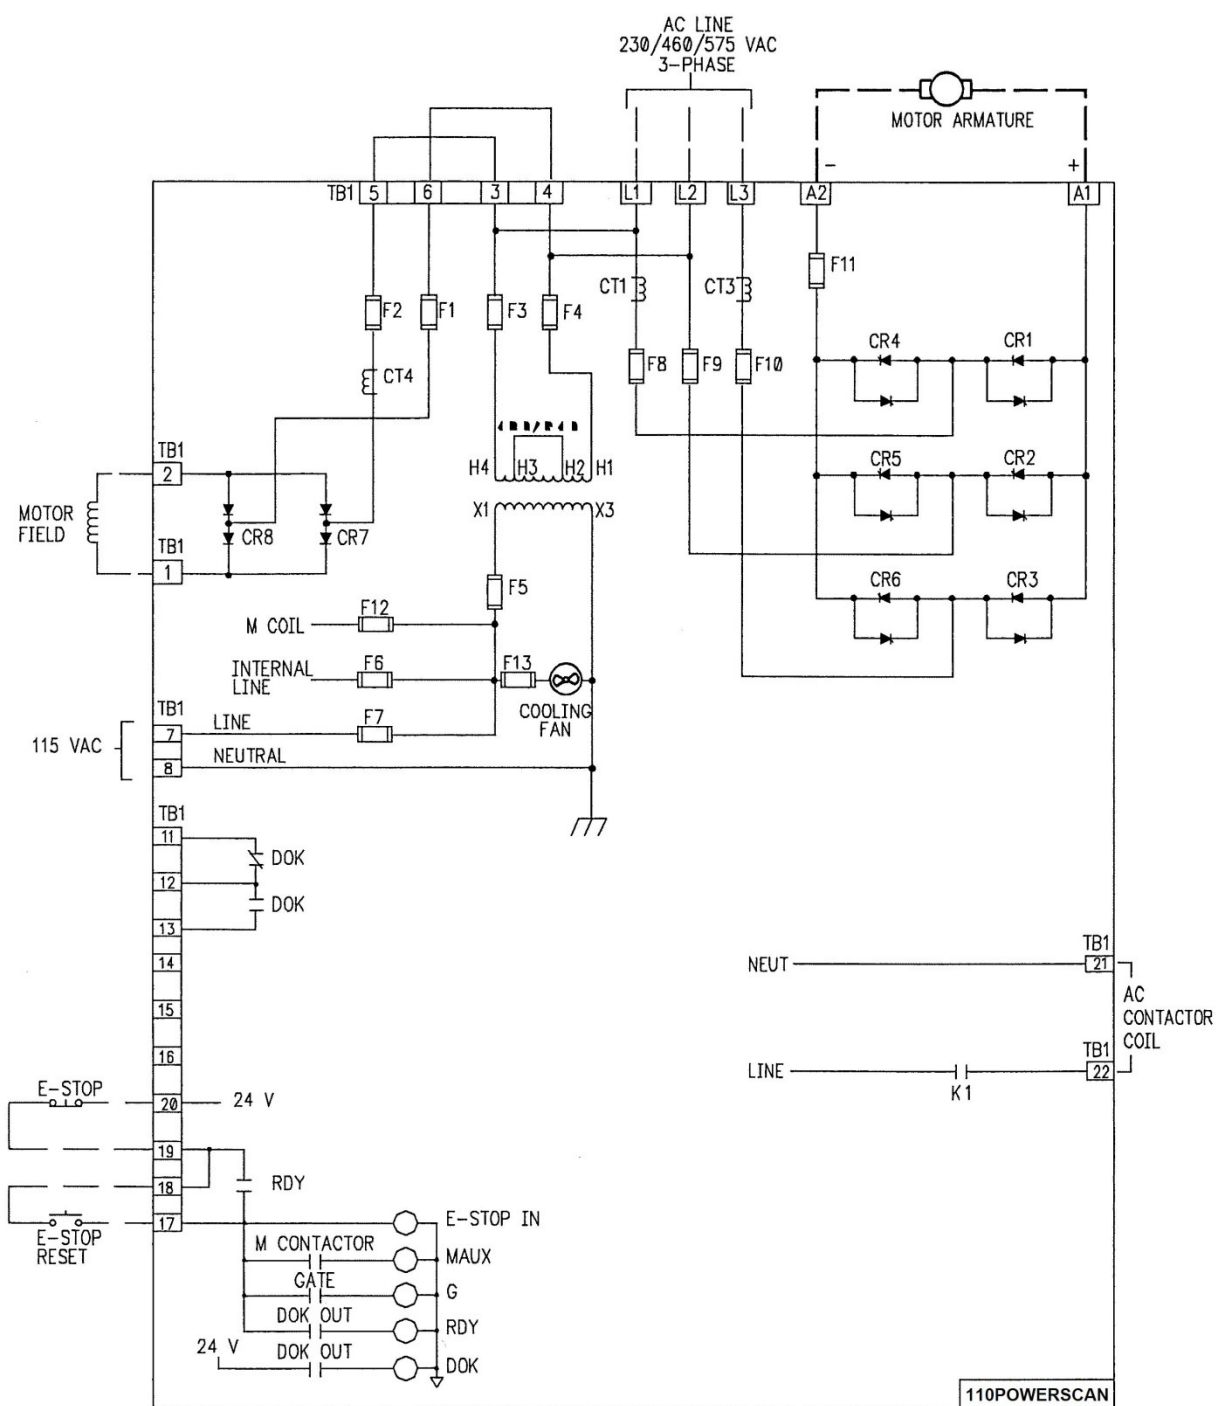 AC LINE
230/460/575 VAC
3-PHASE
MOTOR ARMATURE
- +
TB1 5 6 3 4 L1 L2 L3 A2 A1
F11
CT1 CT3
F2 F1 F3 F4
CR4 CR1
F8 F9 F10
CT4
TB1
2
H4 H3 H2 H1
CR5 CR2
X1 X3
MOTOR
FIELD
CR8 CR7
TB1
1
CR6 CR3
F5
F12
M COIL
INTERNAL
LINE
F6 F13
COOLING
FAN
TB1
7
LINE
F7
115 VAC
NEUTRAL
8
TB1
11
DOK
12
DOK
13
14
NEUT
TB1
21
15
AC
CONTACTOR
COIL
16
LINE
K1
TB1
22
E-STOP
20
24 V
19
RDY
18
17
E-STOP
RESET
E-STOP IN
M CONTACTOR
MAUX
GATE
G
DOK OUT
RDY
24 V
DOK OUT
DOK
110POWERSCAN